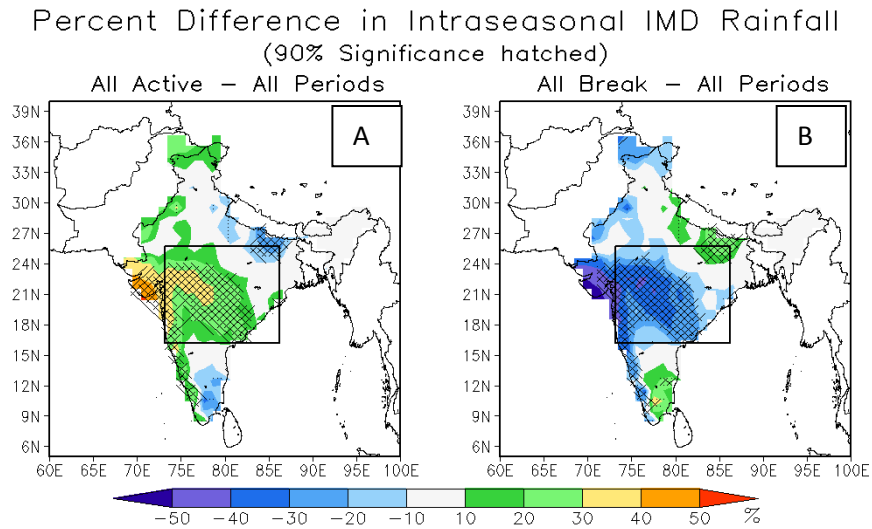 Percent Difference in Intraseasonal IMD Rainfall
(90% Significance hatched)
All Active – All Periods
All Break – All Periods
A
B
39N
36N
33N
30N
27N
24N
21N
18N
15N
12N
9N
6N
60E 65E 70E 75E 80E 85E 90E 95E 100E
39N
36N
33N
30N
27N
24N
21N
18N
15N
12N
9N
6N
60E 65E 70E 75E 80E 85E 90E 95E 100E
−50 −40 −30 −20 −10 10 20 30 40 50 %